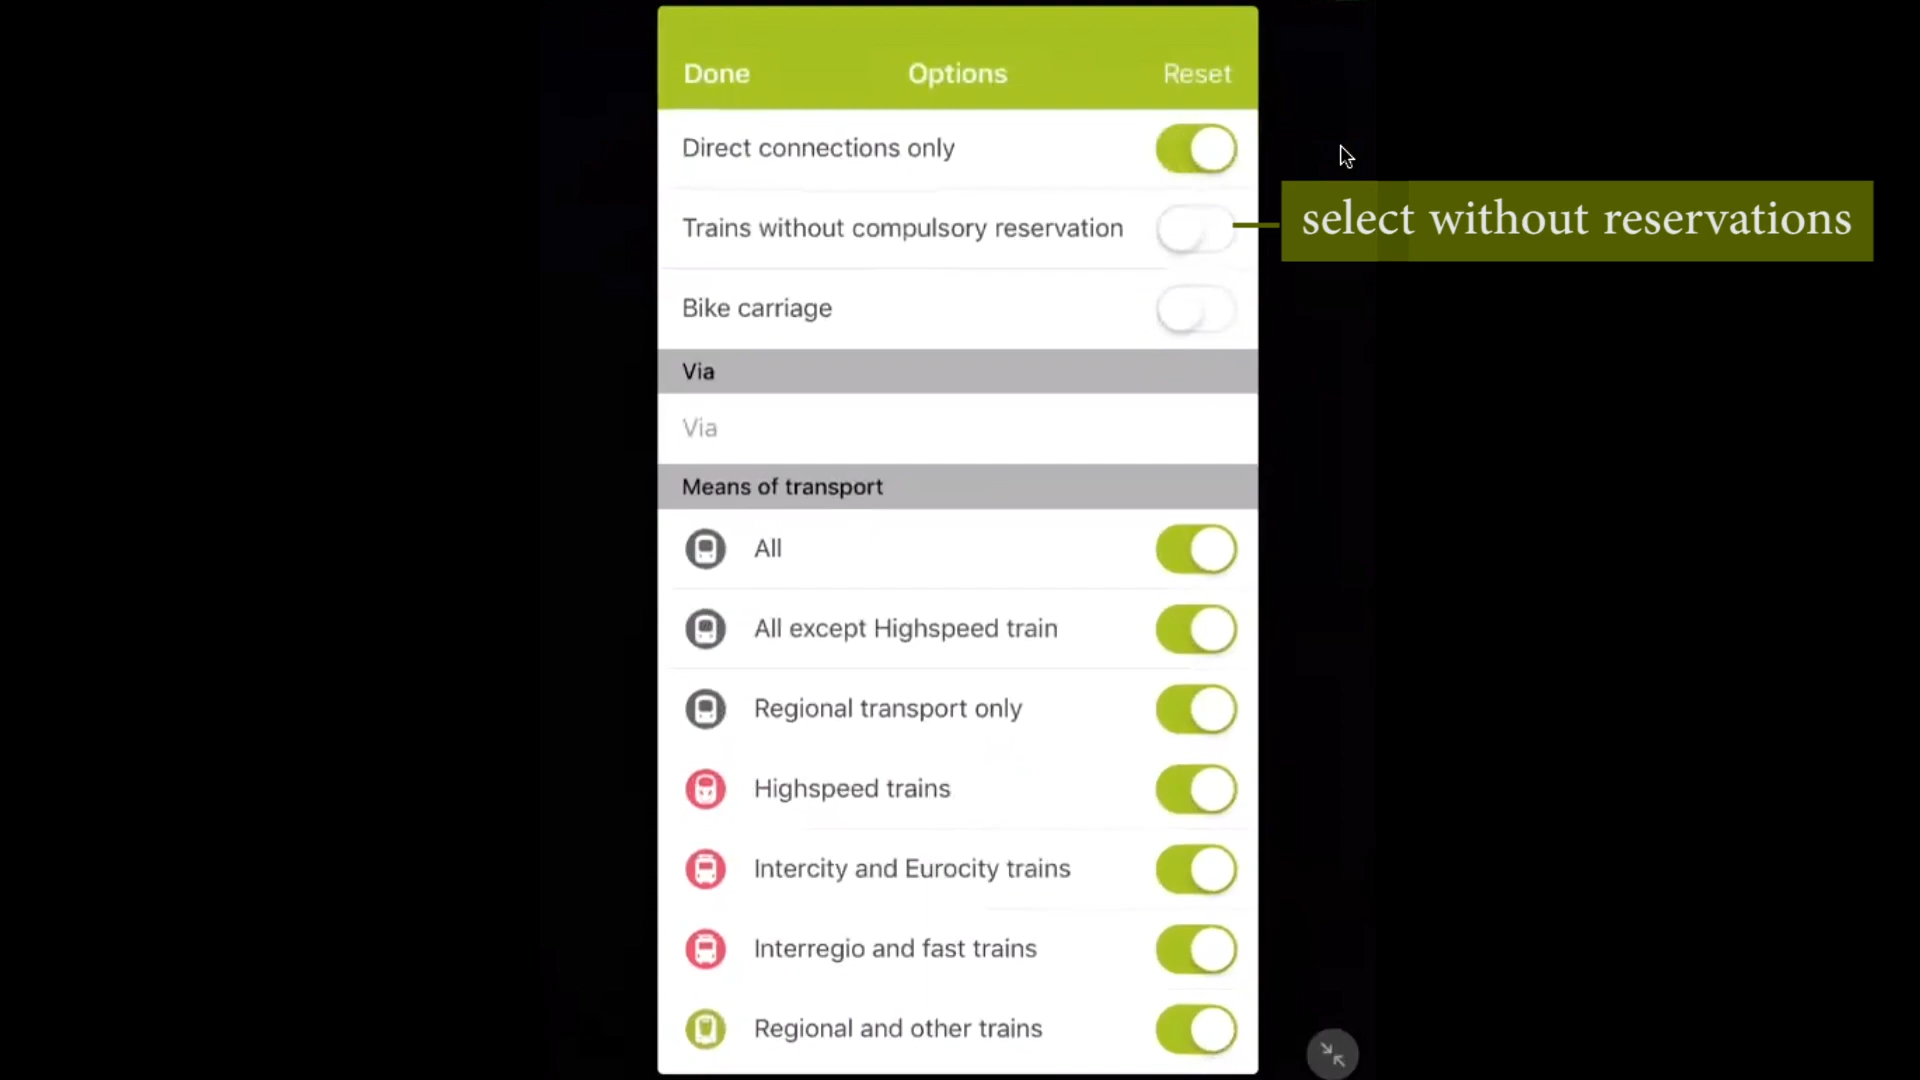 Done Options Reset
Direct connections only
Trains without compulsory reservation
select without reservations
Bike carriage
Via
Via
Means of transport
All
All except Highspeed train
Regional transport only
Highspeed trains
Intercity and Eurocity trains
Interregio and fast trains
Regional and other trains